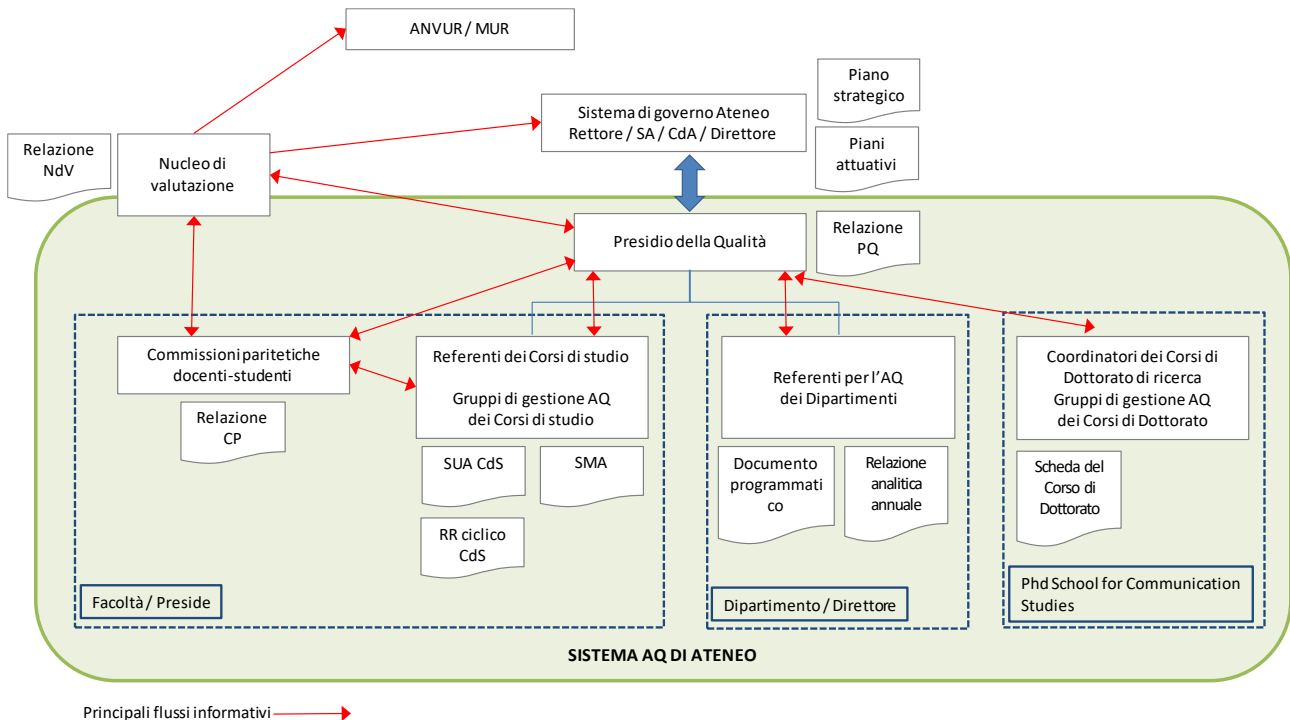 ANVUR / MUR
Piano
strategico
Sistema di governo Ateneo
Rettore / SA / CdA / Direttore
Relazione
NdV
Nucleo di
valutazione
Piani
attuativi
Presidio della Qualità
Relazione
PQ
Commissioni paritetiche
docenti-studenti
Relazione
CP
Referenti dei Corsi di studio
Gruppi di gestione AQ
dei Corsi di studio
SUA CdS
SMA
RR ciclico
CdS
Facoltà / Preside
Referenti per l'AQ
dei Dipartimenti
Documento
programmati
co
Relazione
analitica
annuale
Dipartimento / Direttore
Coordinatori dei Corsi di
Dottorato di ricerca
Gruppi di gestione AQ
dei Corsi di Dottorato
Scheda del
Corso di
Dottorato
Phd School for Communication
Studies
SISTEMA AQ DI ATENEO
Principali flussi informativi